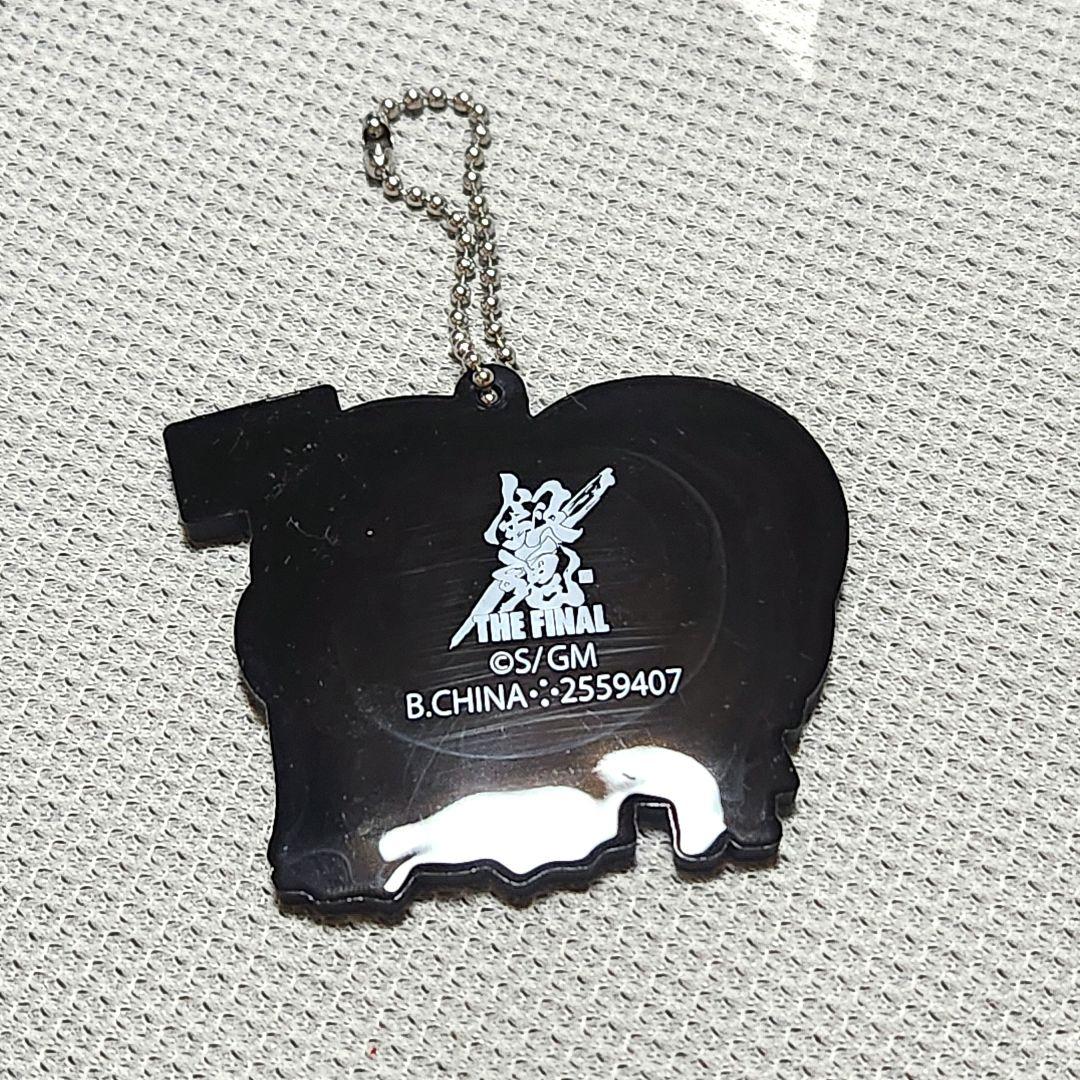 銀魂
THE FINAL
©S/GM
B.CHINA・:・2559407